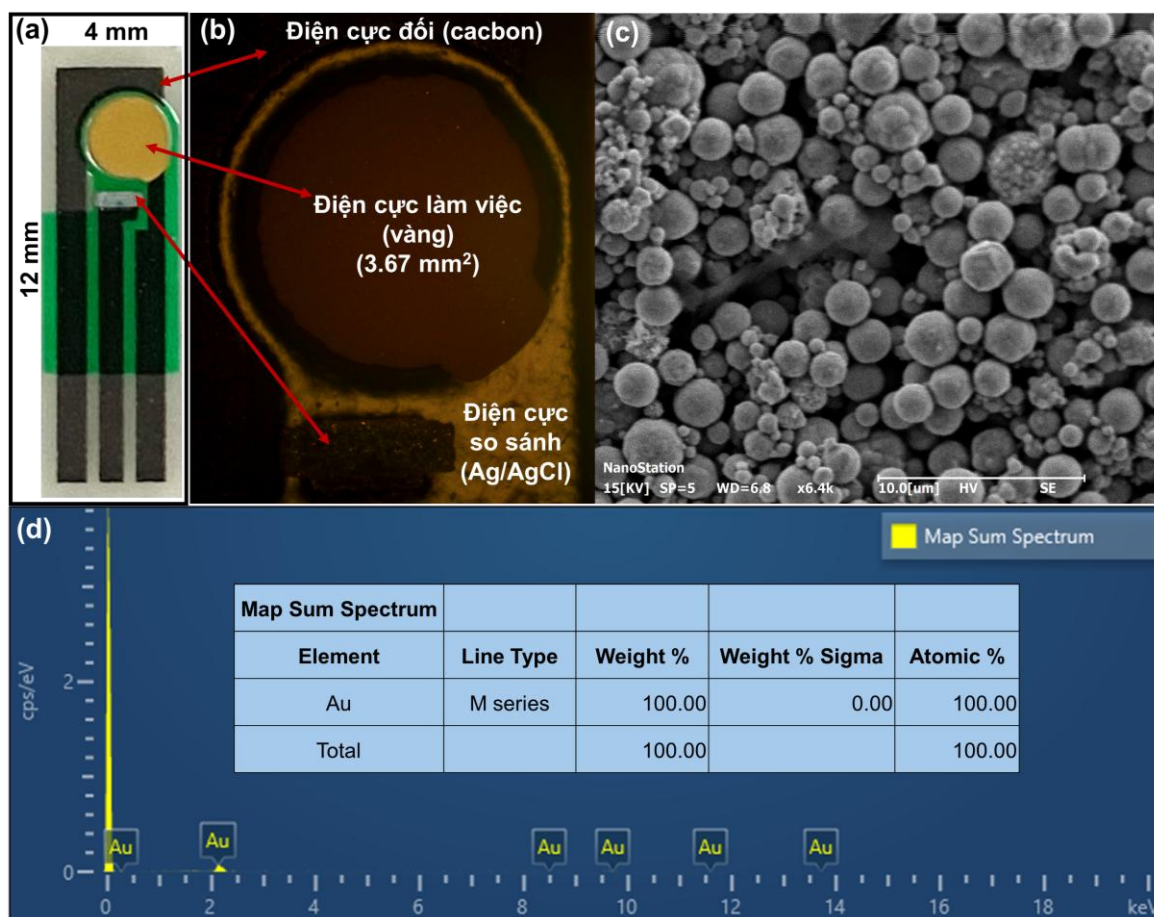 (a)
4 mm
12 mm
(b)
Điện cực đối (cacbon)
Điện cực làm việc
(vàng)
(3.67 mm²)
Điện cực
so sánh
(Ag/AgCl)
(c)
NanoStation
15[KV] SP=5 WD=6.8 x6.4k 10.0[um] HV SE
(d)
Map Sum Spectrum
Map Sum Spectrum
Element Line Type Weight % Weight % Sigma Atomic %
Au M series 100.00 0.00 100.00
Total 100.00 100.00
cps/eV
2
0
Au Au Au Au Au Au
0 2 4 6 8 10 12 14 16 18 keV